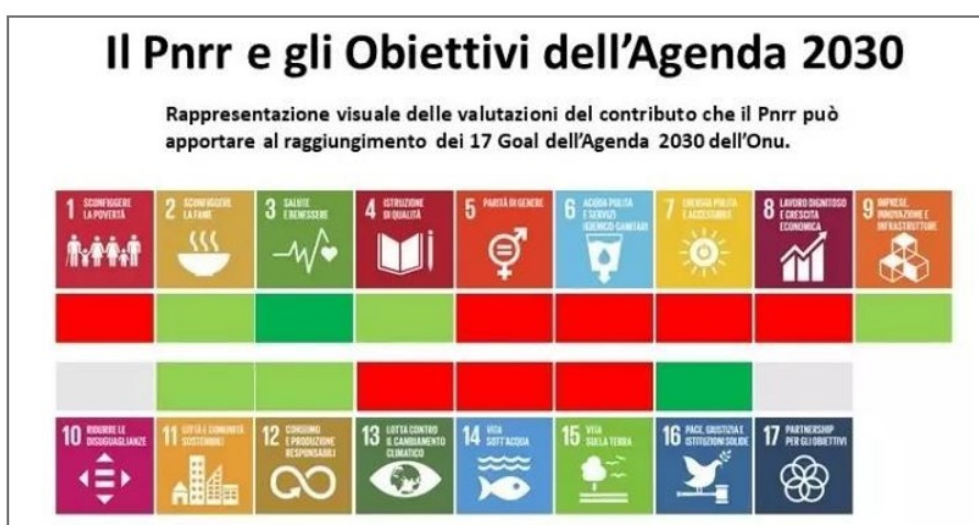 Il Pnrr e gli Obiettivi dell'Agenda 2030
Rappresentazione visuale delle valutazioni del contributo che il Pnrr può
apportare al raggiungimento dei 17 Goal dell'Agenda 2030 dell'Onu.
1 SCONFIGGERE
LA POVERTÀ
2 SCONFIGGERE
LA FAME
3 SALUTE
E BENESSERE
4 ISTRUZIONE
DI QUALITÀ
5 PARITÀ DI GENERE
6 ACQUA PULITA
E SERVIZI
IGIENICO-SANITARI
7 ENERGIA PULITA
E ACCESSIBILE
8 LAVORO DIGNITOSO
E CRESCITA
ECONOMICA
9 IMPRESE,
INNOVAZIONE E
INFRASTRUTTURE
10 RIDURRE LE
DISUGUAGLIANZE
11 CITTÀ E COMUNITÀ
SOSTENIBILI
12 CONSUMO
E PRODUZIONE
RESPONSABILI
13 LOTTA CONTRO
IL CAMBIAMENTO
CLIMATICO
14 VITA
SOTT'ACQUA
15 VITA
SULLA TERRA
16 PACE, GIUSTIZIA E
ISTITUZIONI SOLIDE
17 PARTNERSHIP
PER GLI OBIETTIVI